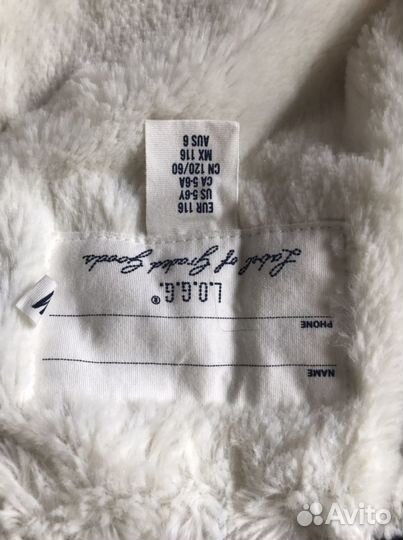 NAME
PHONE
L.O.G.G.®
Label of Graded Goods
EUR 116
US 5-6Y
CA 5-6A
CN 120/60
MX 116
AUS 6
Avito